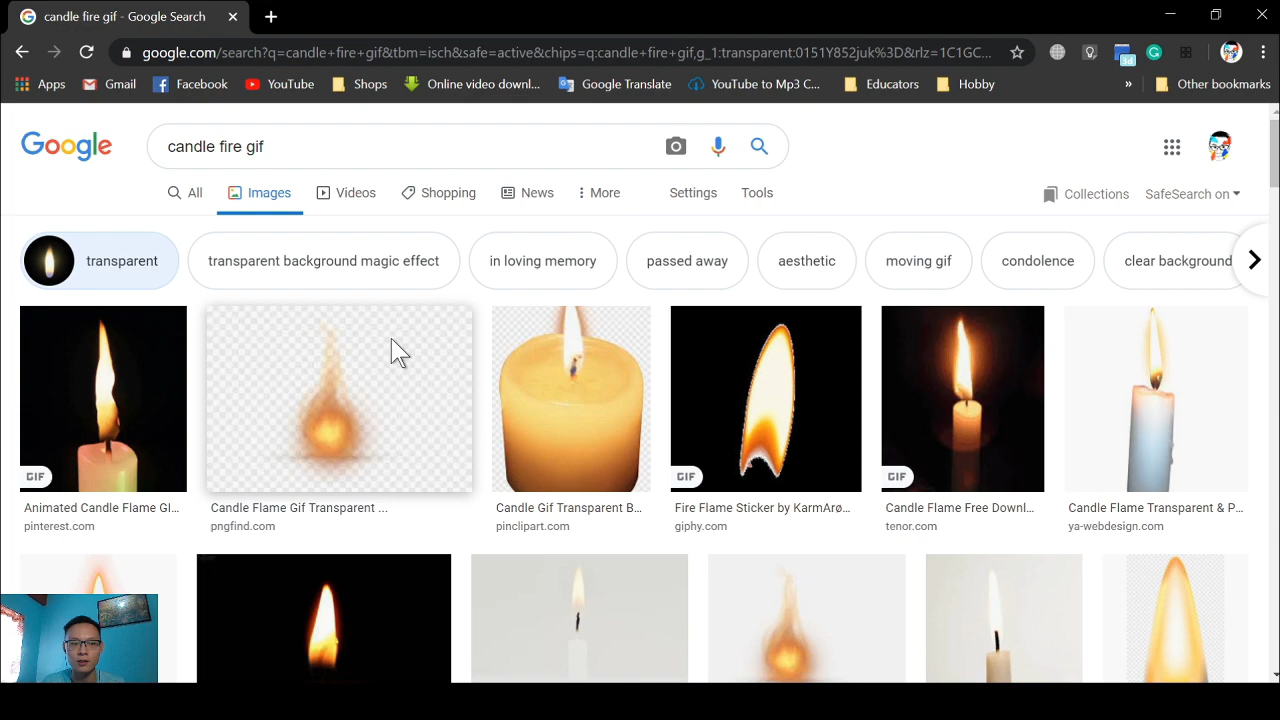 candle fire gif - Google Search
google.com/search?q=candle+fire+gif&tbm=isch&safe=active&chips=q:candle+fire+gif,g_1:transparent:0151Y852juk%3D&rlz=1C1GC...
3d
Apps Gmail Facebook YouTube Shops Online video downl... Google Translate YouTube to Mp3 C... Educators Hobby » Other bookmarks
Google
candle fire gif
All Images Videos Shopping News More Settings Tools Collections SafeSearch on
transparent transparent background magic effect in loving memory passed away aesthetic moving gif condolence clear background
GIF GIF GIF
Animated Candle Flame GI... Candle Flame Gif Transparent ... Candle Gif Transparent B... Fire Flame Sticker by KarmArø... Candle Flame Free Downl... Candle Flame Transparent & P...
pinterest.com pngfind.com pinclipart.com giphy.com tenor.com ya-webdesign.com